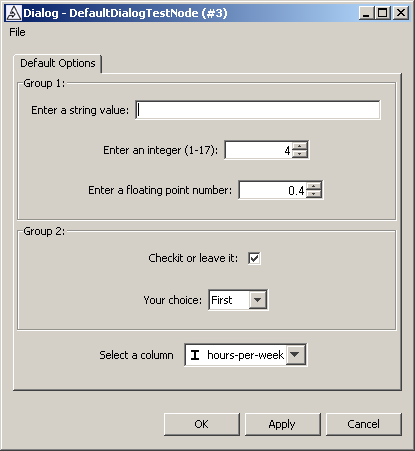 Dialog - DefaultDialogTestNode (#3)
File
Default Options
Group 1:
Enter a string value:
Enter an integer (1-17): 4
Enter a floating point number: 0.4
Group 2:
Checkit or leave it:
Your choice: First
Select a column I hours-per-week
OK Apply Cancel